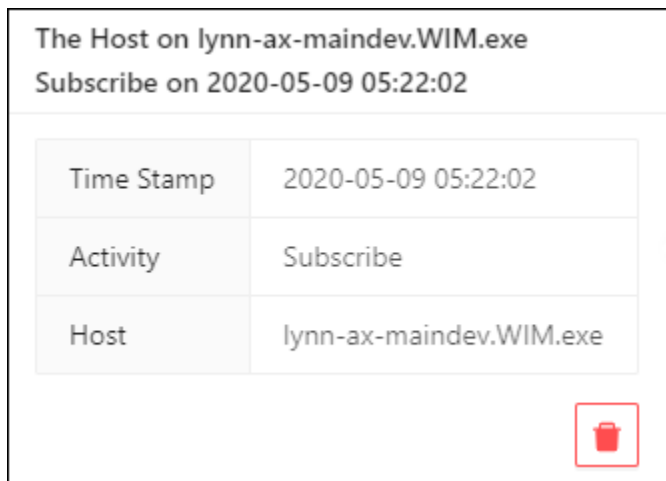 The Host on lynn-ax-maindev.WIM.exe
Subscribe on 2020-05-09 05:22:02
Time Stamp 2020-05-09 05:22:02
Activity Subscribe
Host lynn-ax-maindev.WIM.exe